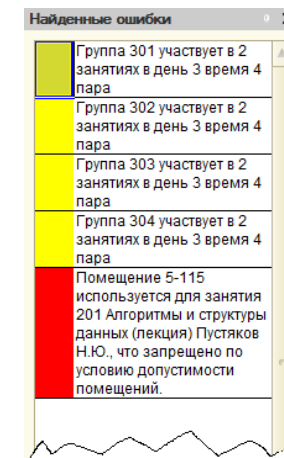 Найденные ошибки
Группа 301 участвует в 2
занятиях в день 3 время 4
пара
Группа 302 участвует в 2
занятиях в день 3 время 4
пара
Группа 303 участвует в 2
занятиях в день 3 время 4
пара
Группа 304 участвует в 2
занятиях в день 3 время 4
пара
Помещение 5-115
используется для занятия
201 Алгоритмы и структуры
данных (лекция) Пустяков
Н.Ю., что запрещено по
условию допустимости
помещений.